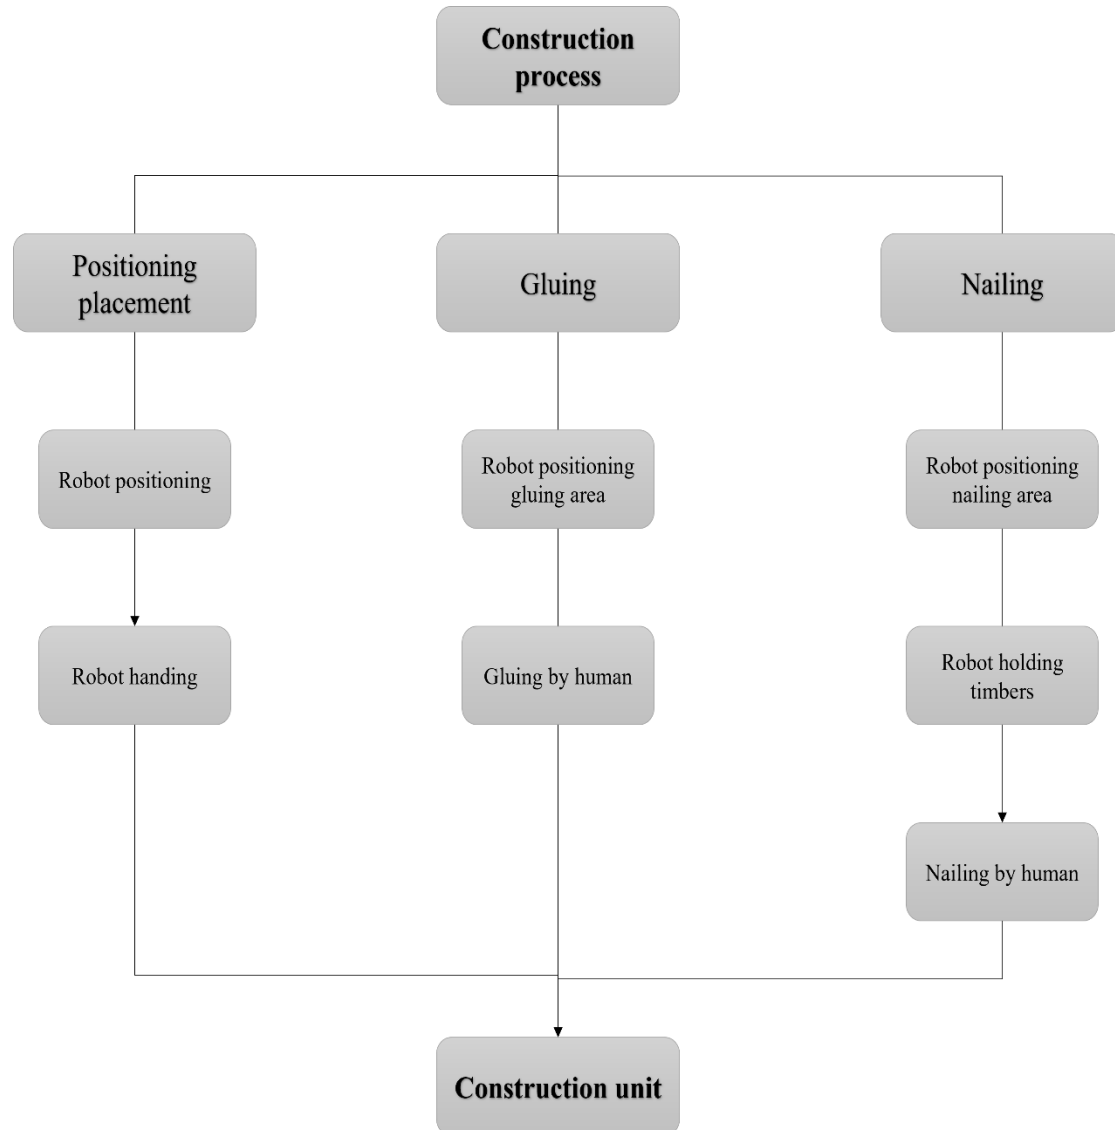 Construction
process
Positioning
placement
Gluing
Nailing
Robot positioning
Robot positioning
gluing area
Robot positioning
nailing area
Robot handing
Gluing by human
Robot holding
timbers
Nailing by human
Construction unit